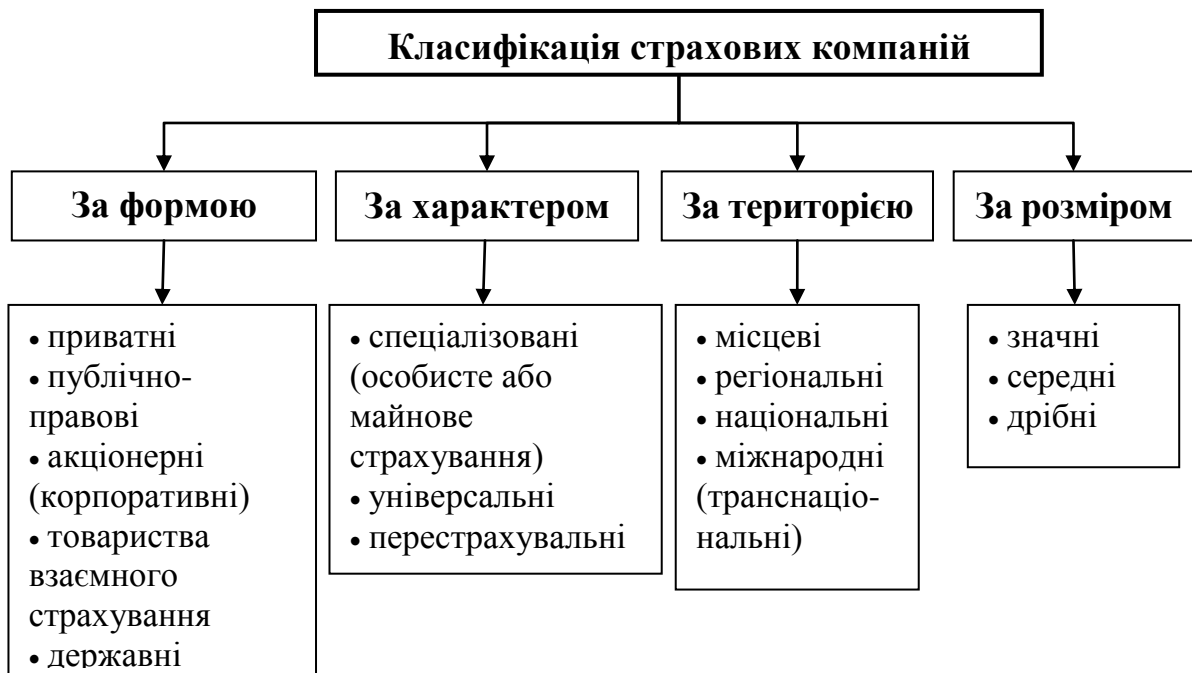 Класифікація страхових компаній
За формою
За характером
За територією
За розміром
• приватні
• публічно-
правові
• акціонерні
(корпоративні)
• товариства
взаємного
страхування
• державні
• спеціалізовані
(особисте або
майнове
страхування)
• універсальні
• перестрахувальні
• місцеві
• регіональні
• національні
• міжнародні
(транснаціо-
нальні)
• значні
• середні
• дрібні